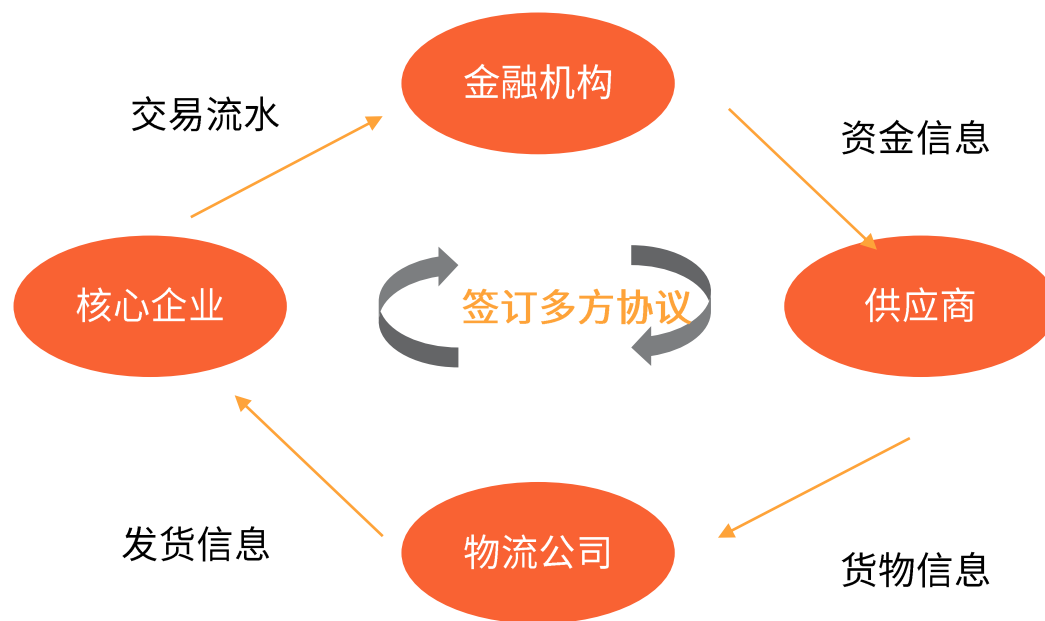 金融机构
交易流水
资金信息
核心企业
签订多方协议
供应商
发货信息
物流公司
货物信息